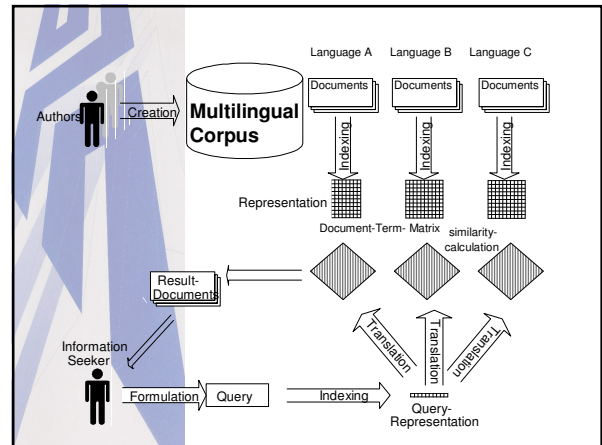 Language A Language B Language C
Documents Documents Documents
Authors
Creation
Multilingual
Corpus
Indexing Indexing Indexing
Representation
Document-Term- Matrix
similarity-
calculation
Result-
Documents
Translation Translation Translation
Information
Seeker
Formulation Query Indexing
Query-
Representation